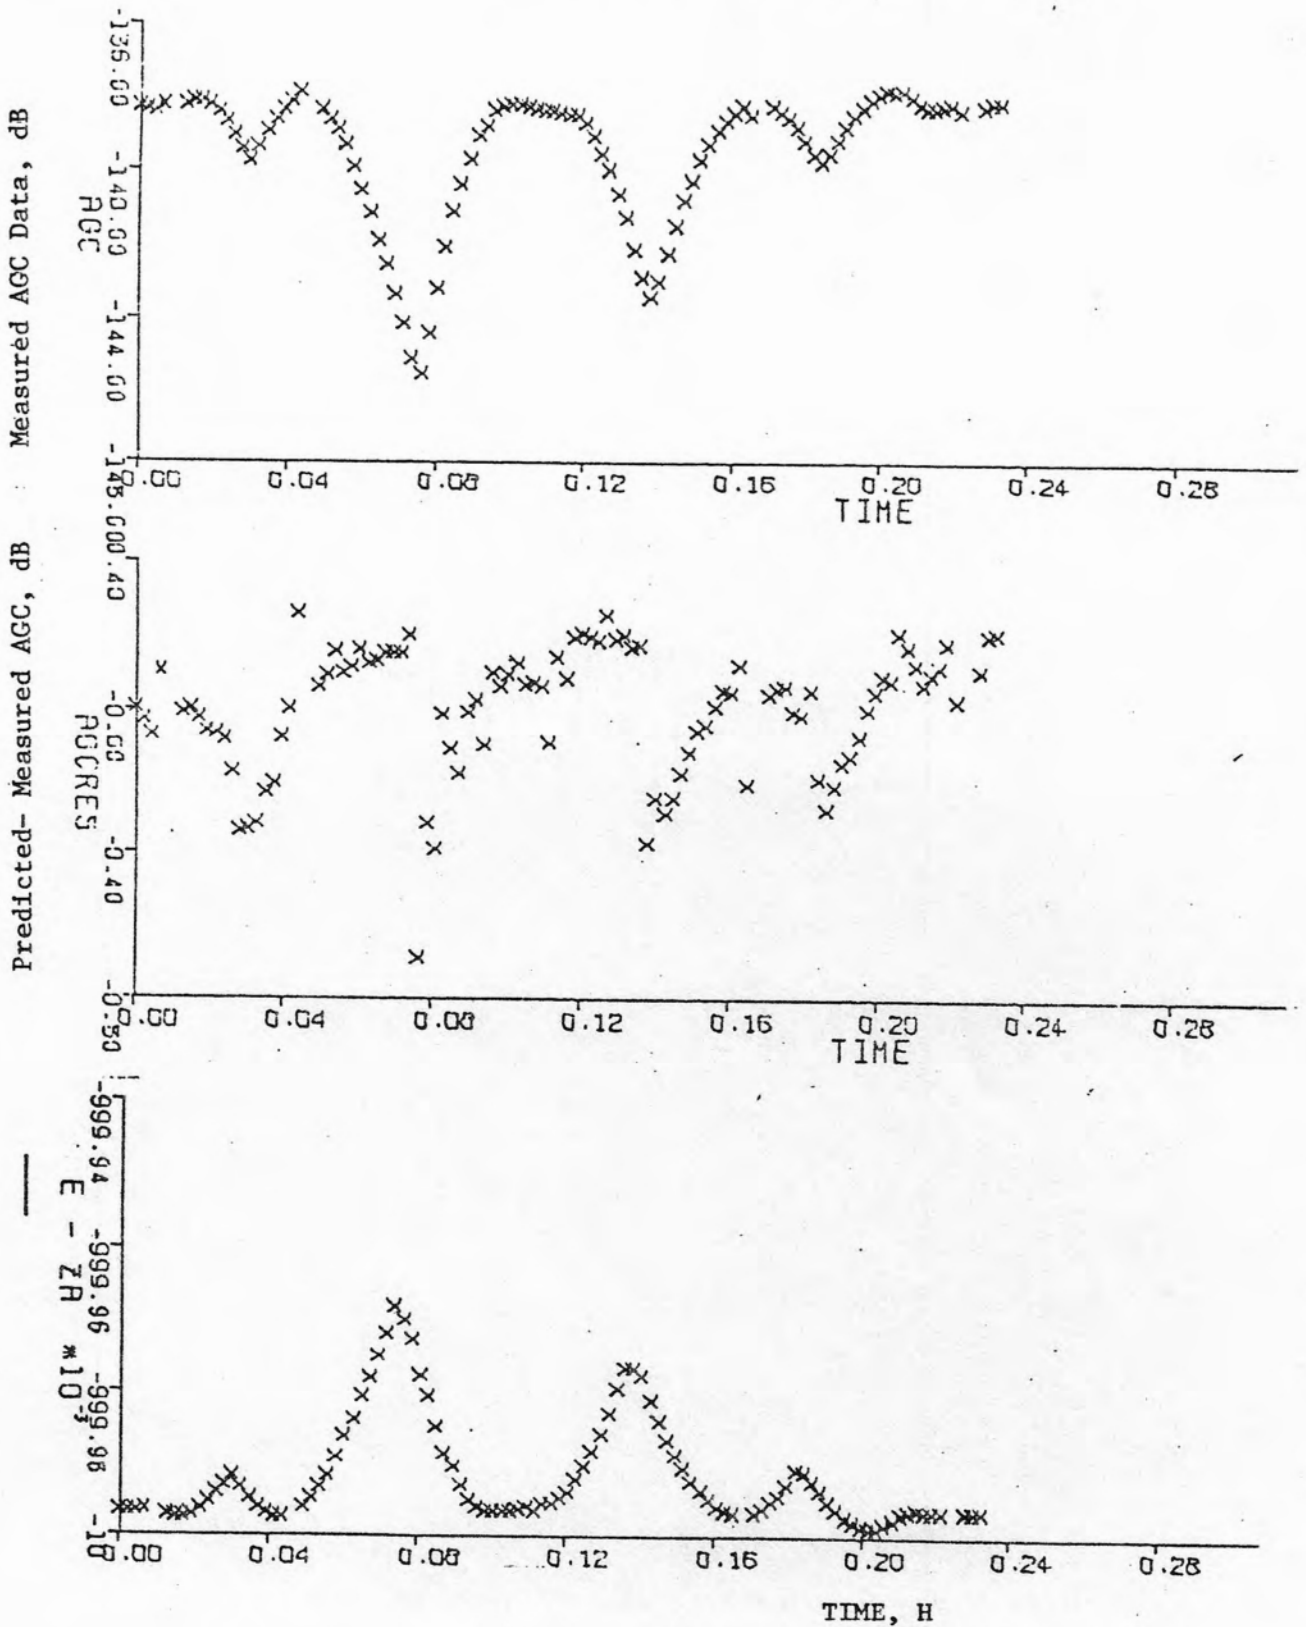 Measured AGC Data, dB
AGC
-136.00
-140.00
-144.00
-148.00
0.00 0.04 0.08 0.12 0.16 0.20 0.24 0.28
TIME
Predicted- Measured AGC, dB
AGCRES
0.40
-0.00
-0.40
-0.80
0.00 0.04 0.08 0.12 0.16 0.20 0.24 0.28
TIME
E - ZA *10⁻³
-999.94
-999.96
-999.98
-1
0.00 0.04 0.08 0.12 0.16 0.20 0.24 0.28
TIME, H